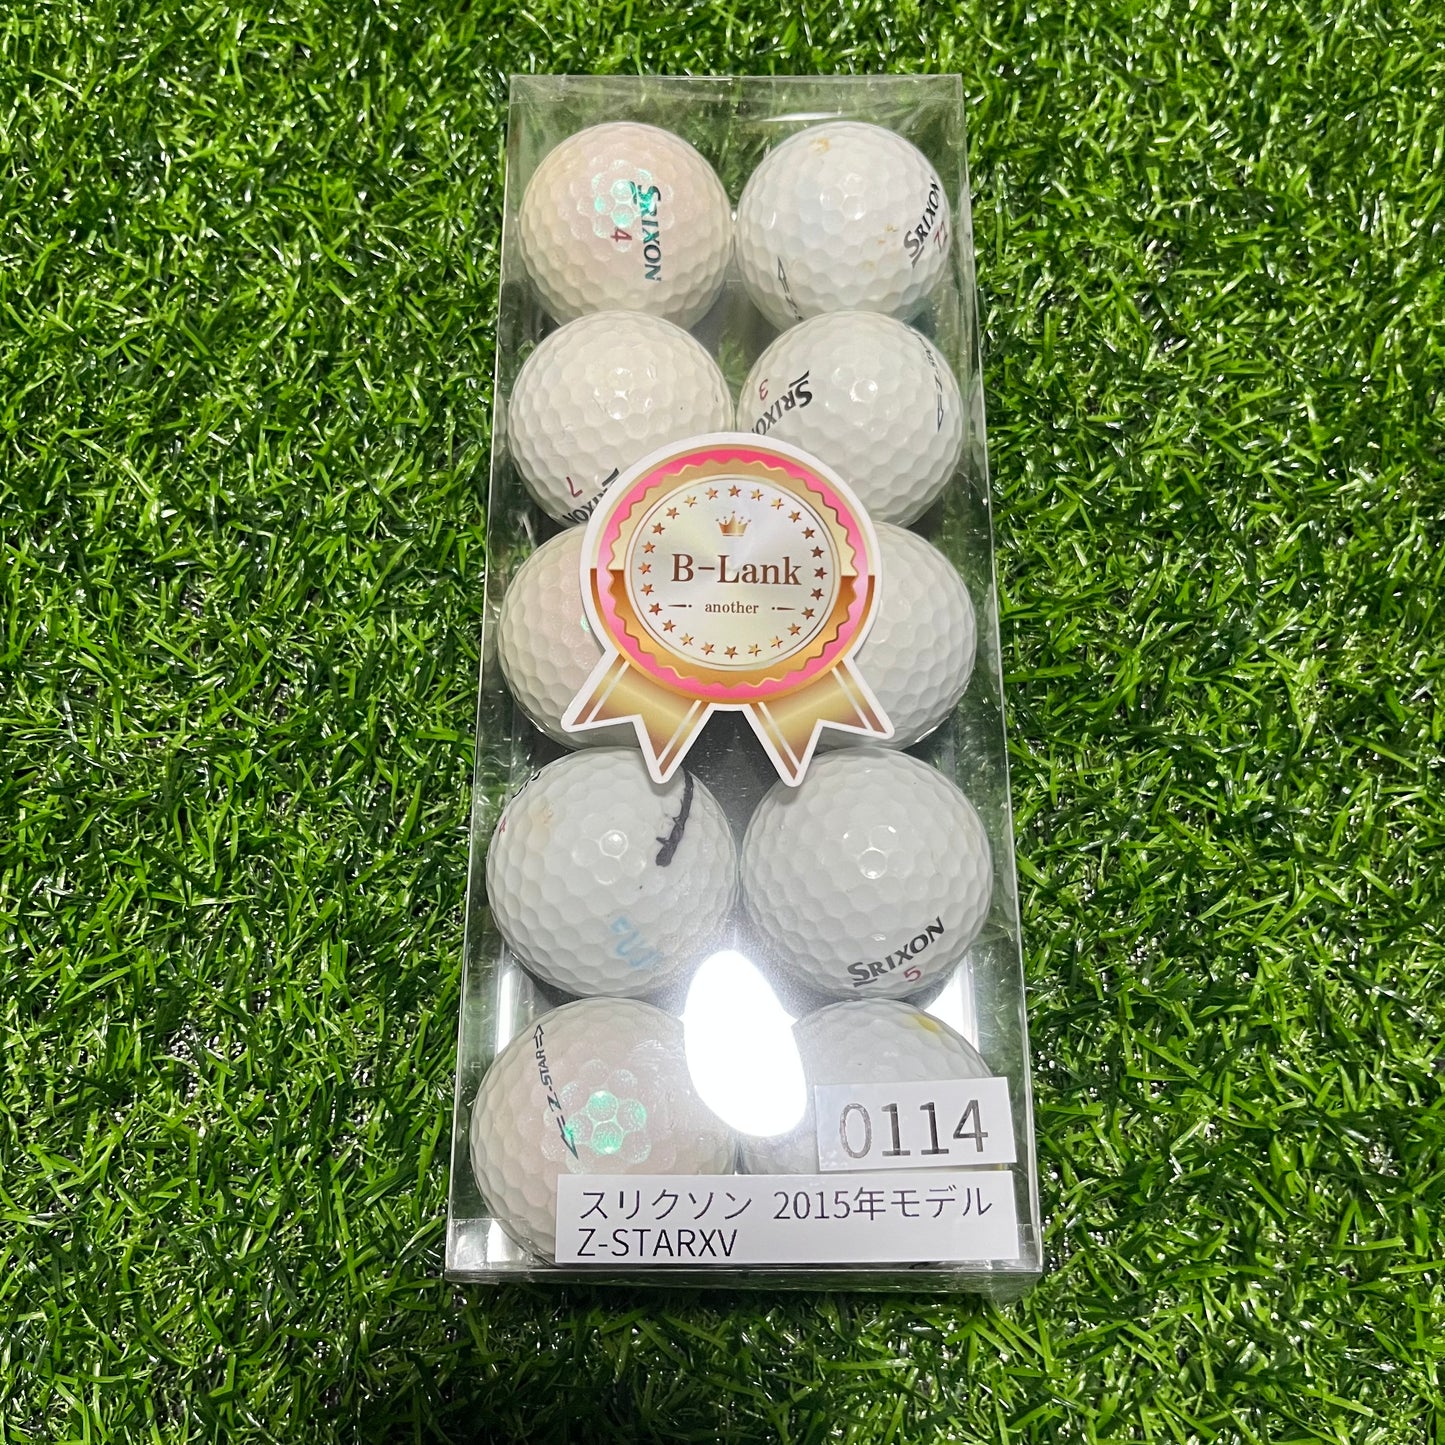 SRIXON
4
SRIXON
SRIXON
3
SRIXON
7
B-Lank
another
FUJI
SRIXON
5
Z-STAR
0114
スリクソン 2015年モデル
Z-STARXV